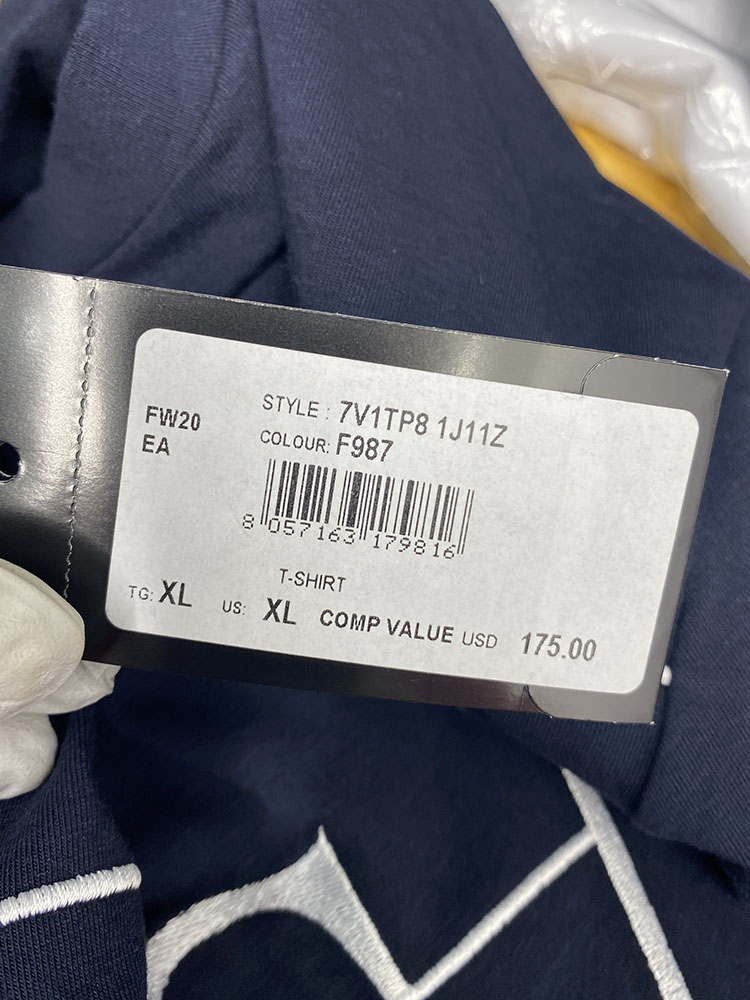 FW20
EA
STYLE : 7V1TP8 1J11Z
COLOUR: F987
8 057163 179816
T-SHIRT
TG: XL US: XL COMP VALUE USD 175.00